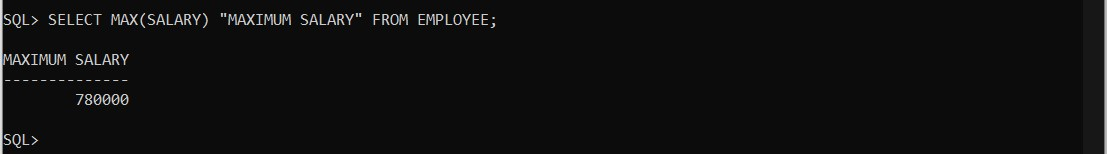 SQL> SELECT MAX(SALARY) "MAXIMUM SALARY" FROM EMPLOYEE;
MAXIMUM SALARY
--------------
780000
SQL>